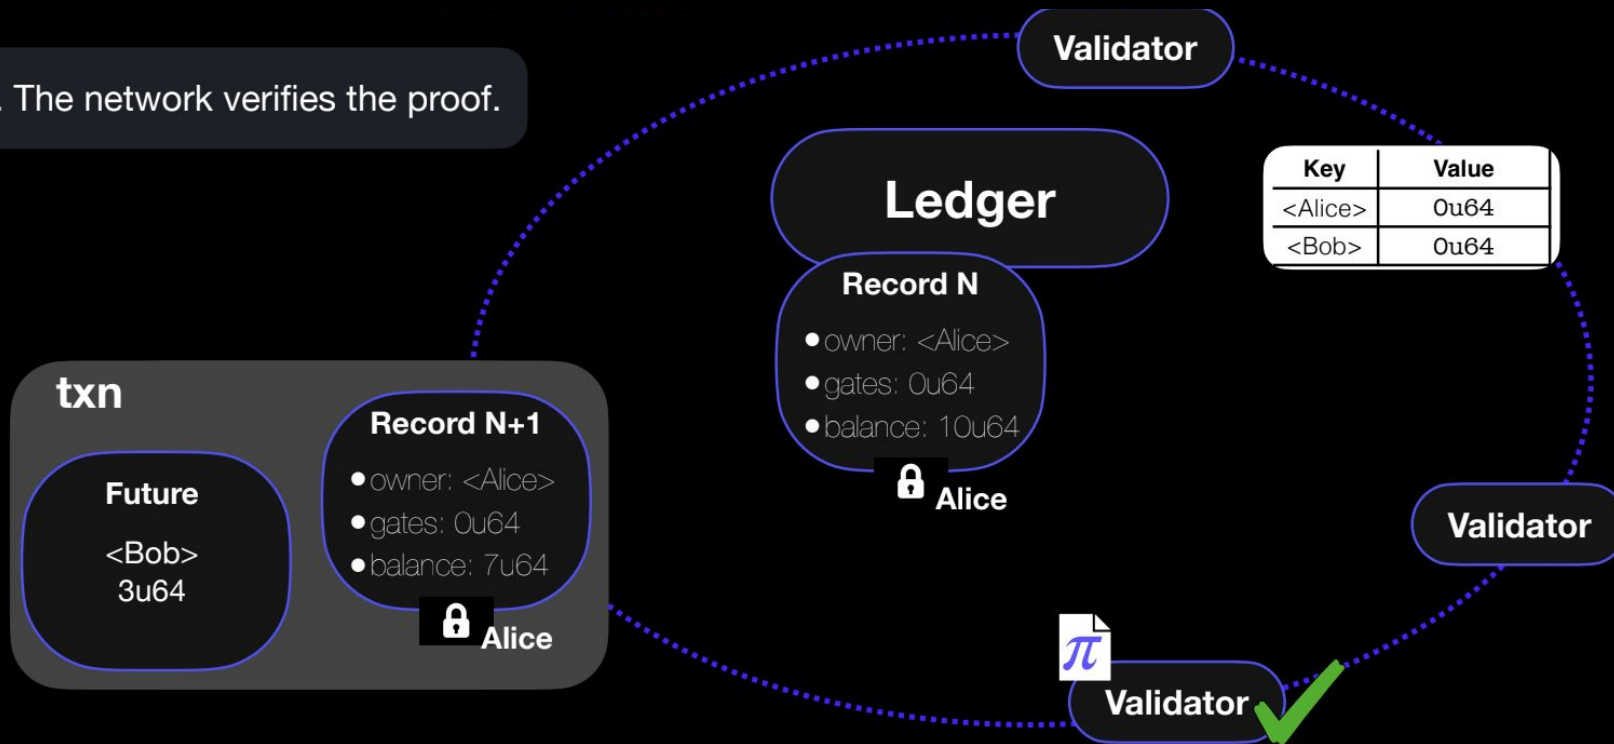 . The network verifies the proof.
Validator
Ledger
Key Value
<Alice> 0u64
<Bob> 0u64
Record N
owner: <Alice>
gates: 0u64
balance: 10u64
Alice
txn
Future
<Bob>
3u64
Record N+1
owner: <Alice>
gates: 0u64
balance: 7u64
Alice
Validator
π
Validator